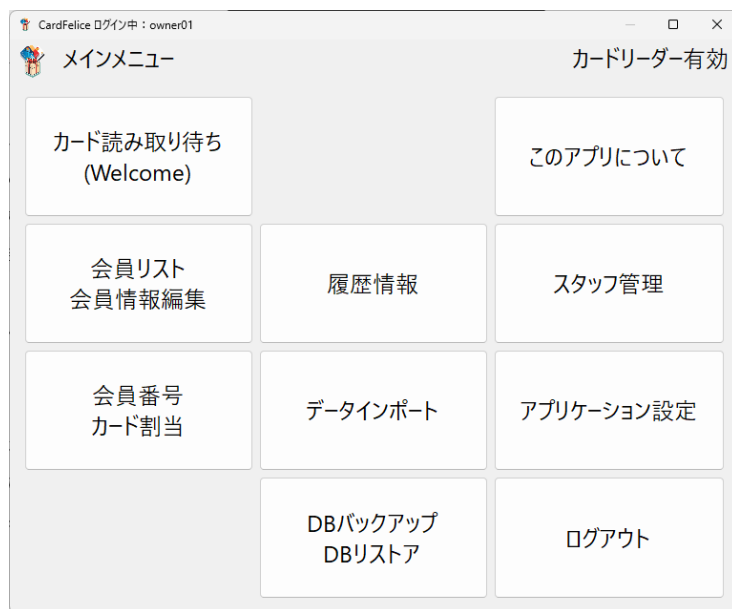 CardFelice ログイン中：owner01
メインメニュー
カードリーダー有効
カード読み取り待ち
(Welcome)
このアプリについて
会員リスト
会員情報編集
履歴情報
スタッフ管理
会員番号
カード割当
データインポート
アプリケーション設定
DBバックアップ
DBリストア
ログアウト